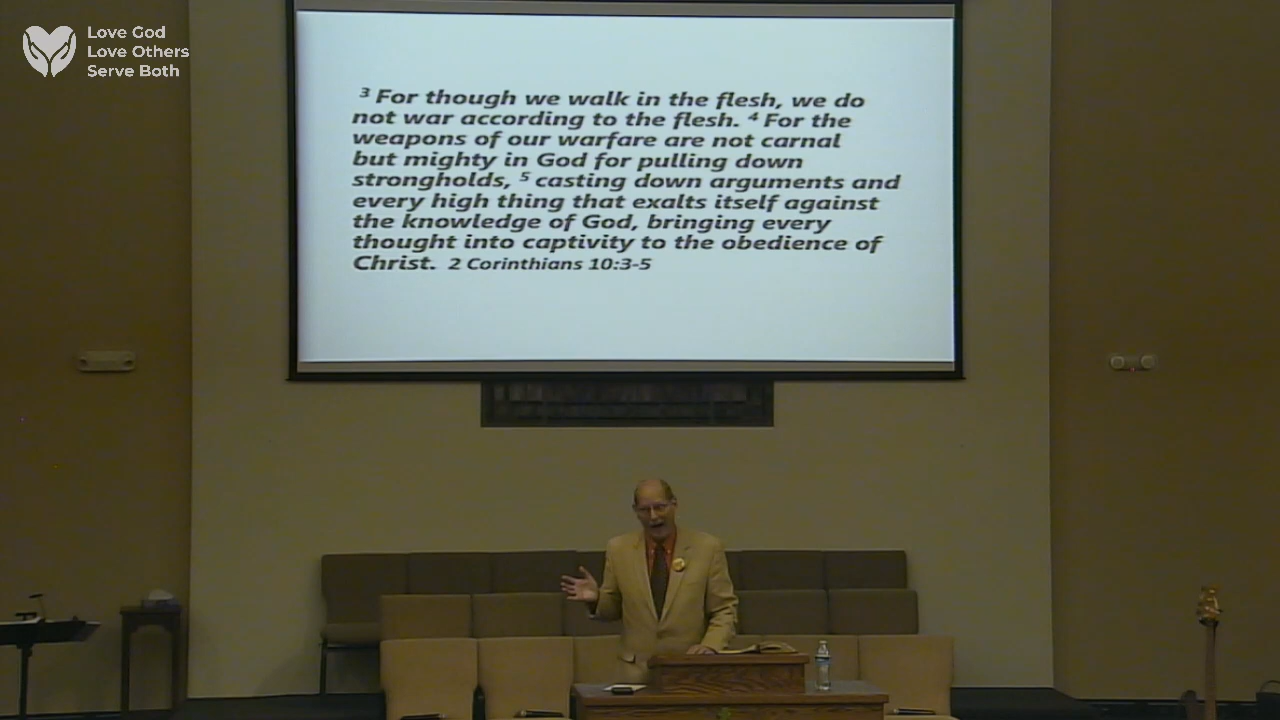 Love God
Love Others
Serve Both
³ For though we walk in the flesh, we do
not war according to the flesh. ⁴ For the
weapons of our warfare are not carnal
but mighty in God for pulling down
strongholds, ⁵ casting down arguments and
every high thing that exalts itself against
the knowledge of God, bringing every
thought into captivity to the obedience of
Christ. 2 Corinthians 10:3-5